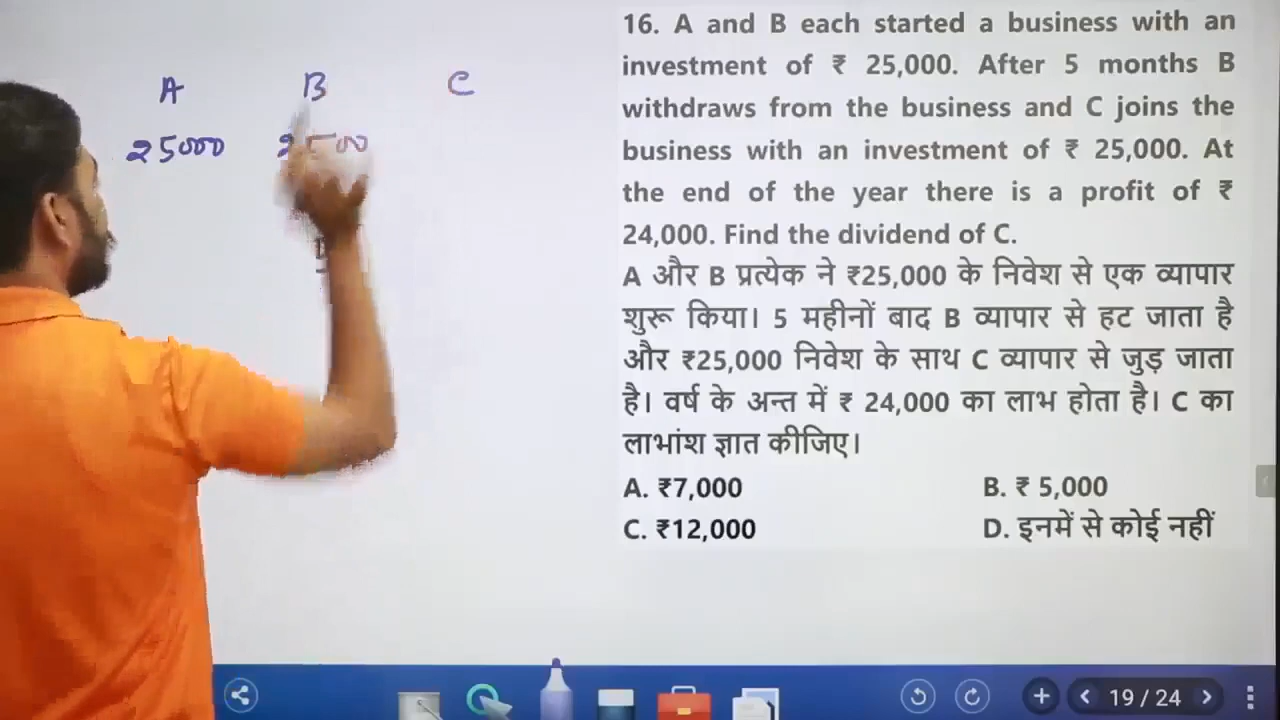 A B C
25000
5
16. A and B each started a business with an
investment of ₹ 25,000. After 5 months B
withdraws from the business and C joins the
business with an investment of ₹ 25,000. At
the end of the year there is a profit of ₹
24,000. Find the dividend of C.
A और B प्रत्येक ने ₹25,000 के निवेश से एक व्यापार
शुरू किया। 5 महीनों बाद B व्यापार से हट जाता है
और ₹25,000 निवेश के साथ C व्यापार से जुड़ जाता
है। वर्ष के अन्त में ₹ 24,000 का लाभ होता है। C का
लाभांश ज्ञात कीजिए।
A. ₹7,000 B. ₹ 5,000
C. ₹12,000 D. इनमें से कोई नहीं
19 / 24